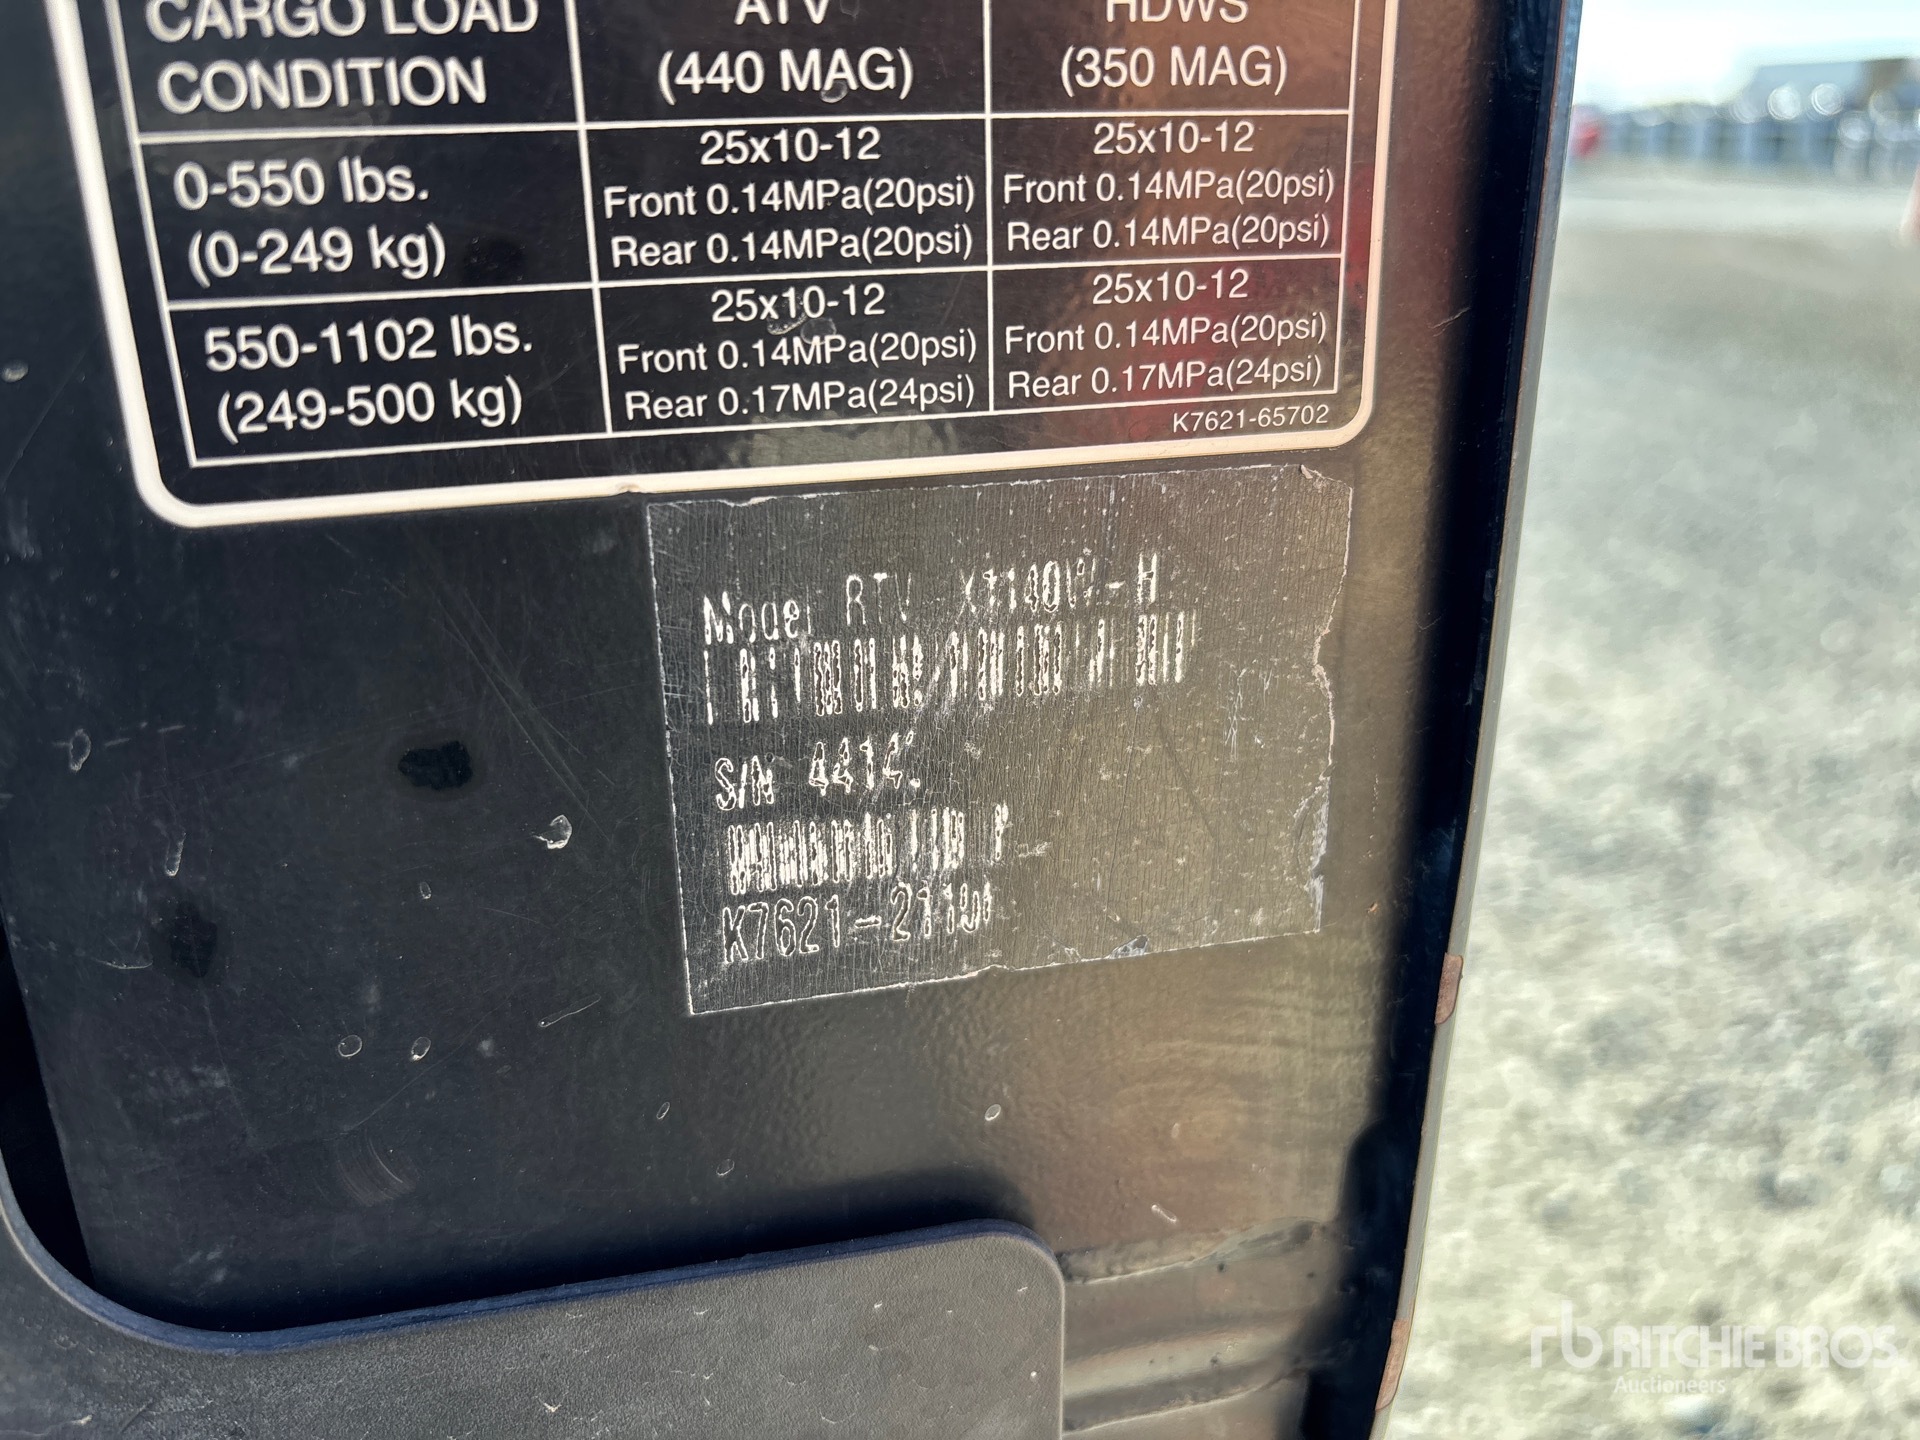 CARGO LOAD
CONDITION
ATV
(440 MAG)
HDWS
(350 MAG)
0-550 lbs.
(0-249 kg)
25x10-12
Front 0.14MPa(20psi)
Rear 0.14MPa(20psi)
25x10-12
Front 0.14MPa(20psi)
Rear 0.14MPa(20psi)
550-1102 lbs.
(249-500 kg)
25x10-12
Front 0.14MPa(20psi)
Rear 0.17MPa(24psi)
25x10-12
Front 0.14MPa(20psi)
Rear 0.17MPa(24psi)
K7621-65702
Model RTV X1140W-H
S/N
rb RITCHIE BROS.
Auctioneers